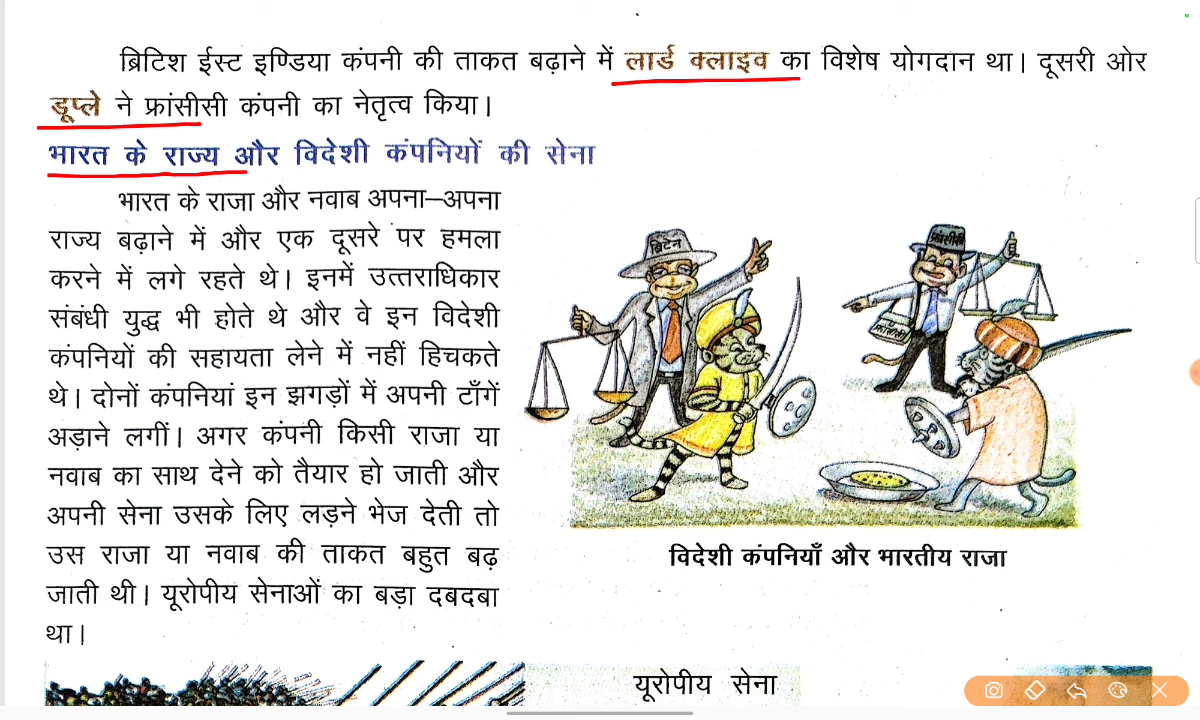 ब्रिटिश ईस्ट इण्डिया कंपनी की ताकत बढ़ाने में लार्ड क्लाइव का विशेष योगदान था। दूसरी ओर
डूप्ले ने फ्रांसीसी कंपनी का नेतृत्व किया।
भारत के राज्य और विदेशी कंपनियों की सेना
भारत के राजा और नवाब अपना–अपना
राज्य बढ़ाने में और एक दूसरे पर हमला
करने में लगे रहते थे। इनमें उत्तराधिकार
संबंधी युद्ध भी होते थे और वे इन विदेशी
कंपनियों की सहायता लेने में नहीं हिचकते
थे। दोनों कंपनियां इन झगड़ों में अपनी टाँगें
अड़ाने लगीं। अगर कंपनी किसी राजा या
नवाब का साथ देने को तैयार हो जाती और
अपनी सेना उसके लिए लड़ने भेज देती तो
उस राजा या नवाब की ताकत बहुत बढ़
जाती थी। यूरोपीय सेनाओं का बड़ा दबदबा
था।
ब्रिटेन
फ्रांसीसी
फ्रांसीसी
विदेशी कंपनियाँ और भारतीय राजा
यूरोपीय सेना